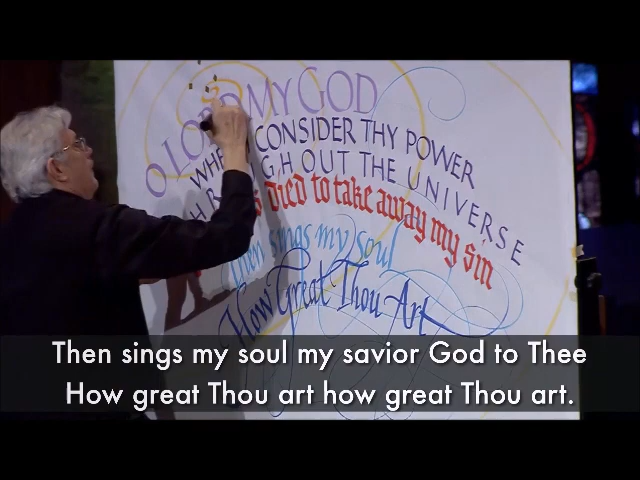 O LORD MY GOD
WHEN I CONSIDER THY POWER
THROUGHOUT THE UNIVERSE
died to take away my sin
Then sings my soul
How Great Thou Art
Then sings my soul my savior God to Thee
How great Thou art how great Thou art.